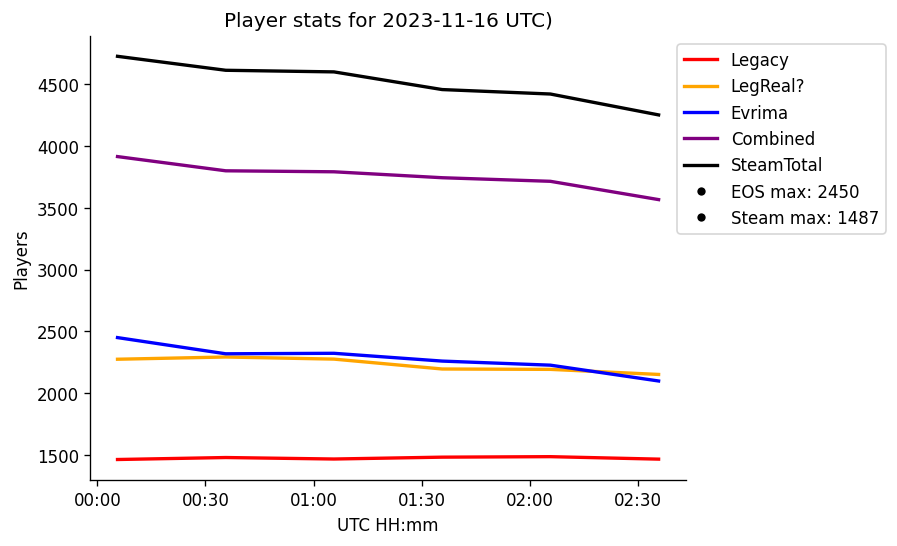 Player stats for 2023-11-16 UTC)
Legacy
LegReal?
Evrima
Combined
SteamTotal
EOS max: 2450
Steam max: 1487
Players
4500
4000
3500
3000
2500
2000
1500
00:00 00:30 01:00 01:30 02:00 02:30
UTC HH:mm